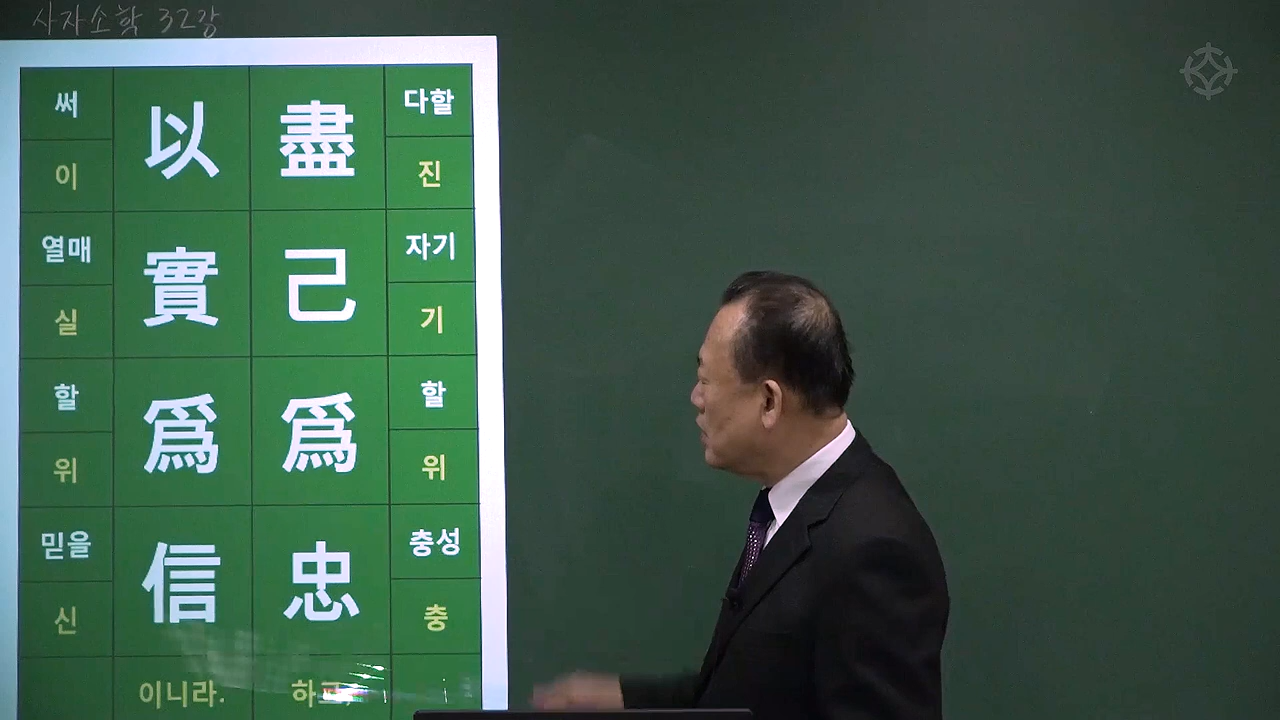 사자소학 32강
다할 진 盡
자기 기 己
할 위 爲
충성 충 忠
하고,
써 이 以
열매 실 實
할 위 爲
믿을 신 信
이니라.